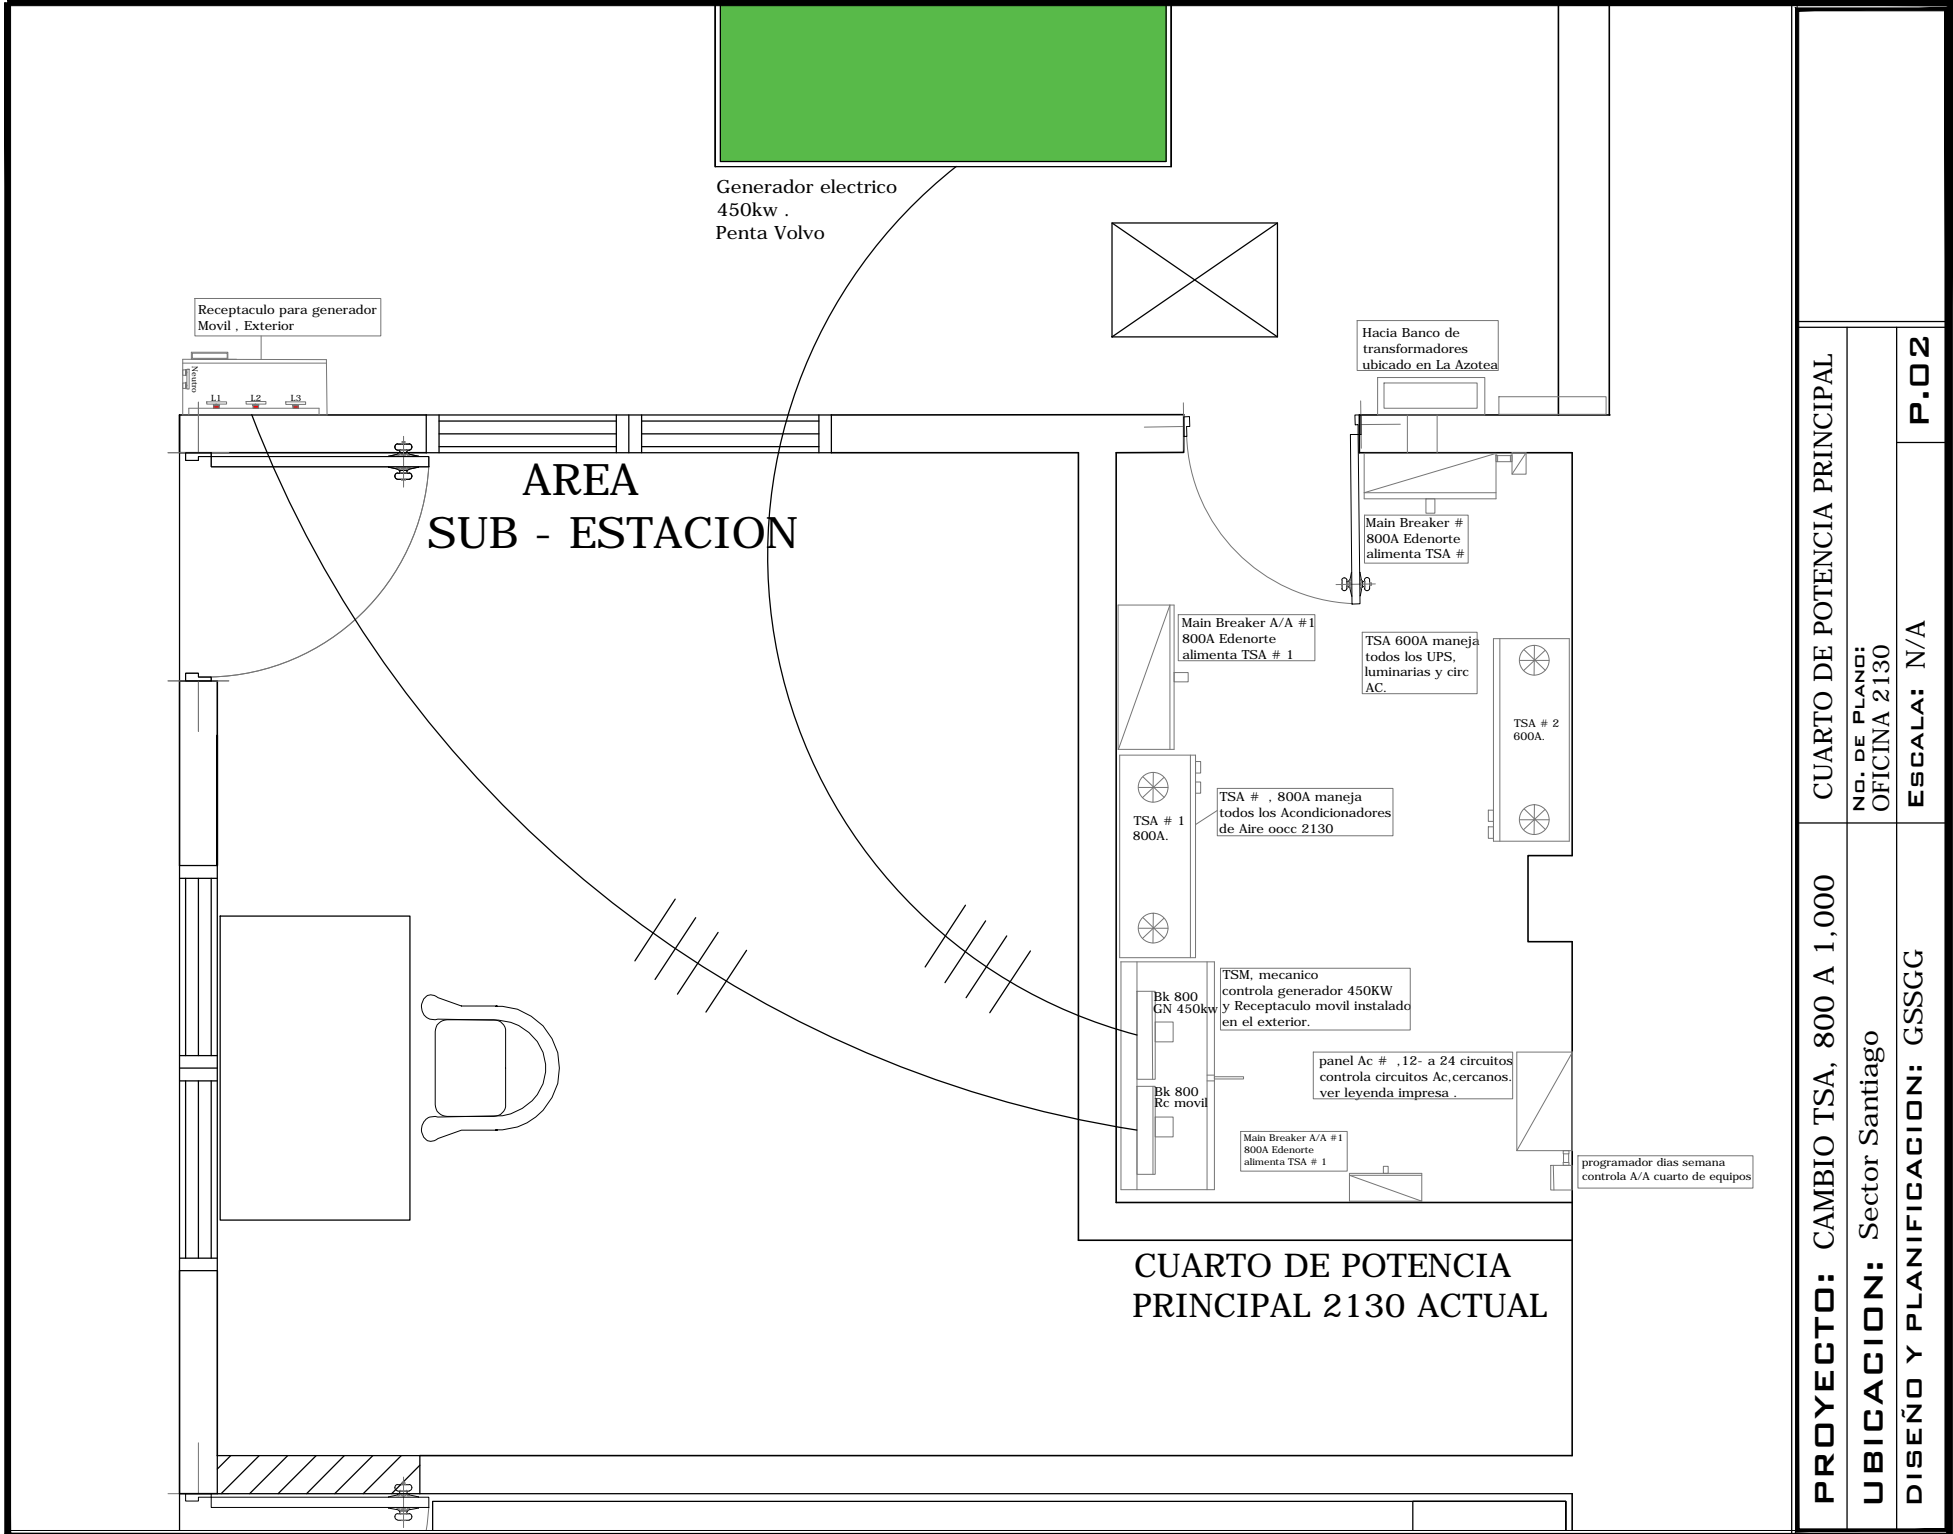 Generador electrico
450kw .
Penta Volvo
Receptaculo para generador
Movil , Exterior
Neutro
L1
L2
L3
Hacia Banco de
transformadores
ubicado en La Azotea
AREA
SUB - ESTACION
Main Breaker #
800A Edenorte
alimenta TSA #
Main Breaker A/A #1
800A Edenorte
alimenta TSA # 1
TSA 600A maneja
todos los UPS,
luminarias y circ
AC.
TSA # 2
600A.
TSA # 1
800A.
TSA #  , 800A maneja
todos los Acondicionadores
de Aire oocc 2130
Bk 800
GN 450kw
TSM, mecanico
controla generador 450KW
y Receptaculo movil instalado
en el exterior.
Bk 800
Rc movil
panel Ac #  ,12- a 24 circuitos
controla circuitos Ac,cercanos.
ver leyenda impresa .
Main Breaker A/A #1
800A Edenorte
alimenta TSA # 1
programador dias semana
controla A/A cuarto de equipos
CUARTO DE POTENCIA
PRINCIPAL 2130 ACTUAL
PROYECTO: CAMBIO TSA, 800 A 1,000
CUARTO DE POTENCIA PRINCIPAL
UBICACION: Sector Santiago
No. DE PLANO:
OFICINA 2130
DISEÑO Y PLANIFICACION: GSSGG
ESCALA: N/A
P.02